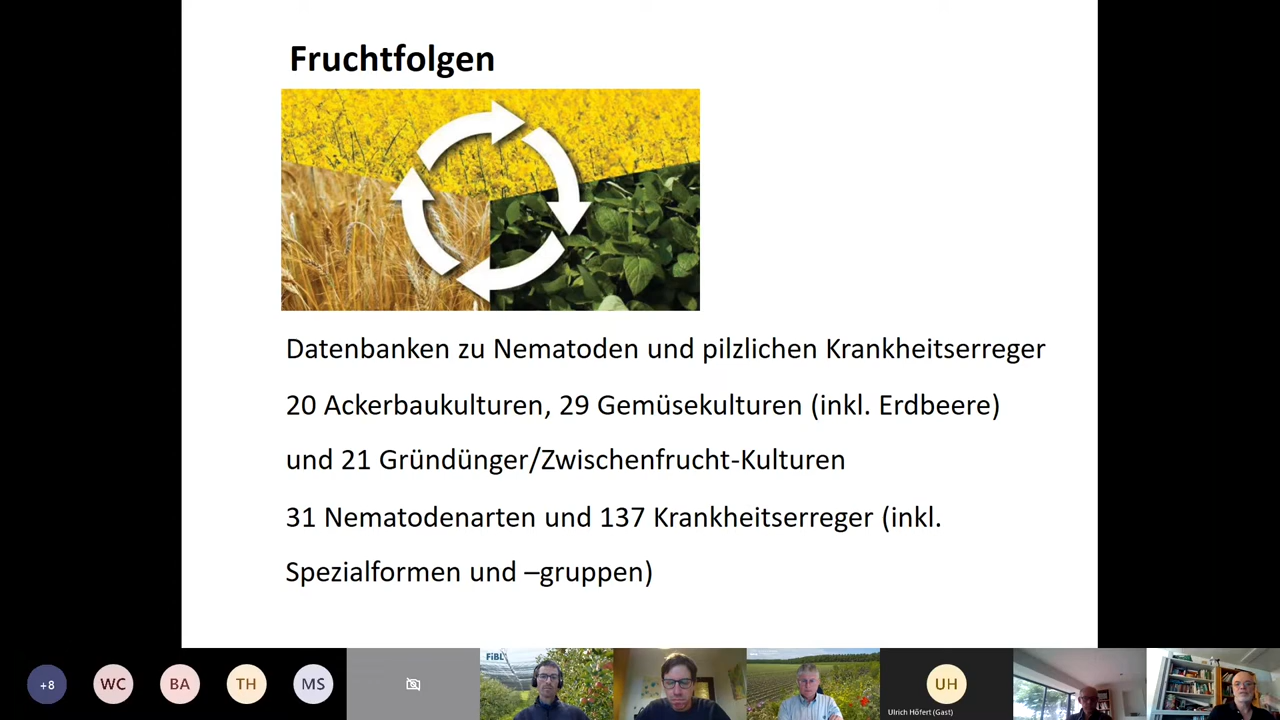 Fruchtfolgen
Datenbanken zu Nematoden und pilzlichen Krankheitserreger
20 Ackerbaukulturen, 29 Gemüsekulturen (inkl. Erdbeere)
und 21 Gründünger/Zwischenfrucht-Kulturen
31 Nematodenarten und 137 Krankheitserreger (inkl.
Spezialformen und –gruppen)
FiBL
+8
WC
BA
TH
MS
UH
Ulrich Höfert (Gast)